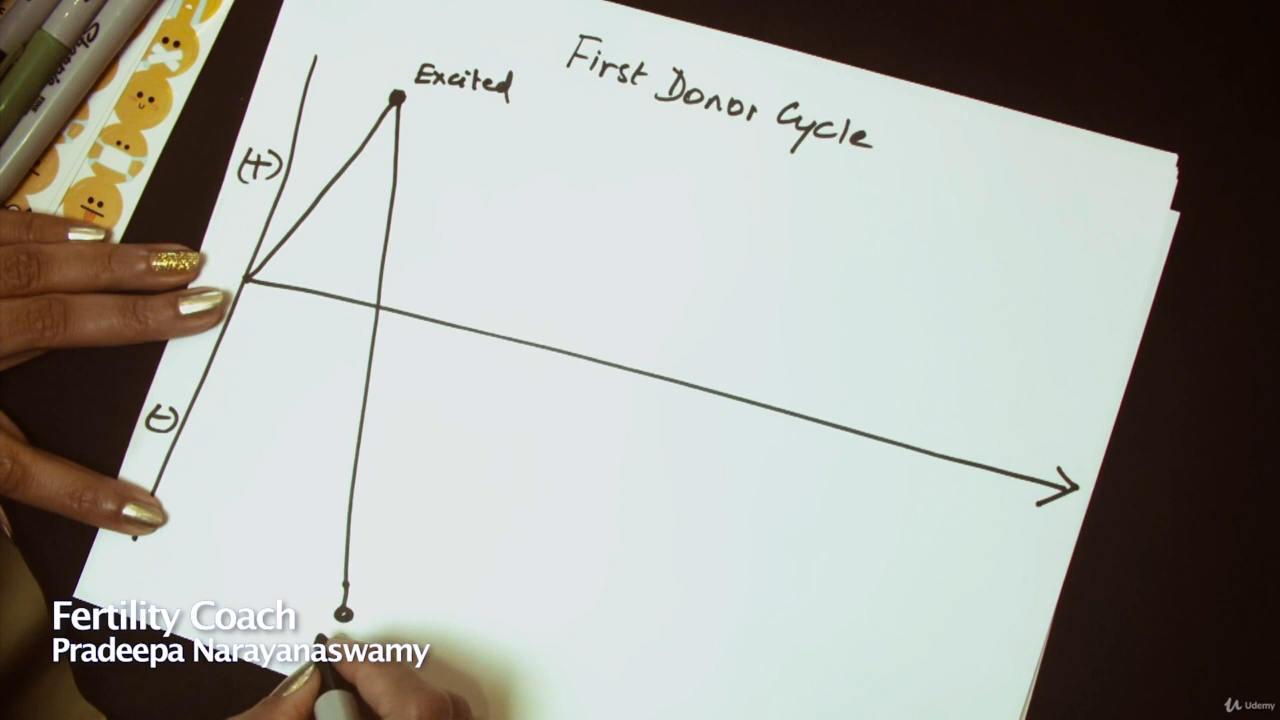 First Donor Cycle
Excited
(+)
(-)
Fertility Coach
Pradeepa Narayanaswamy
Udemy